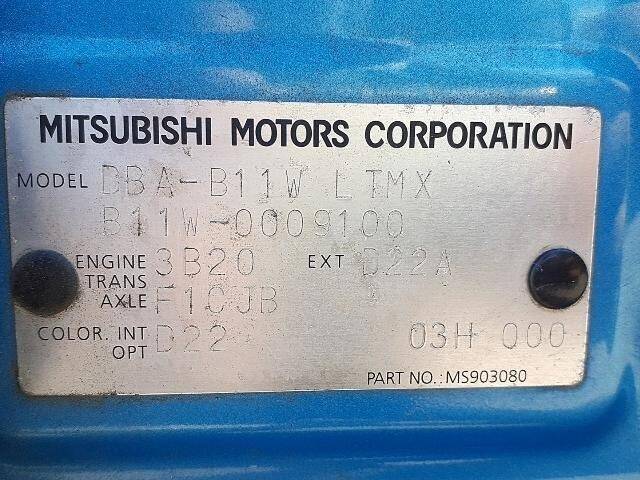 MITSUBISHI MOTORS CORPORATION
MODEL DBA-B11W LTMX
B11W-0009100
ENGINE 3B20 EXT D22A
TRANS
AXLE F1CJB
COLOR. INT D22 03H 000
OPT
PART NO.: MS903080